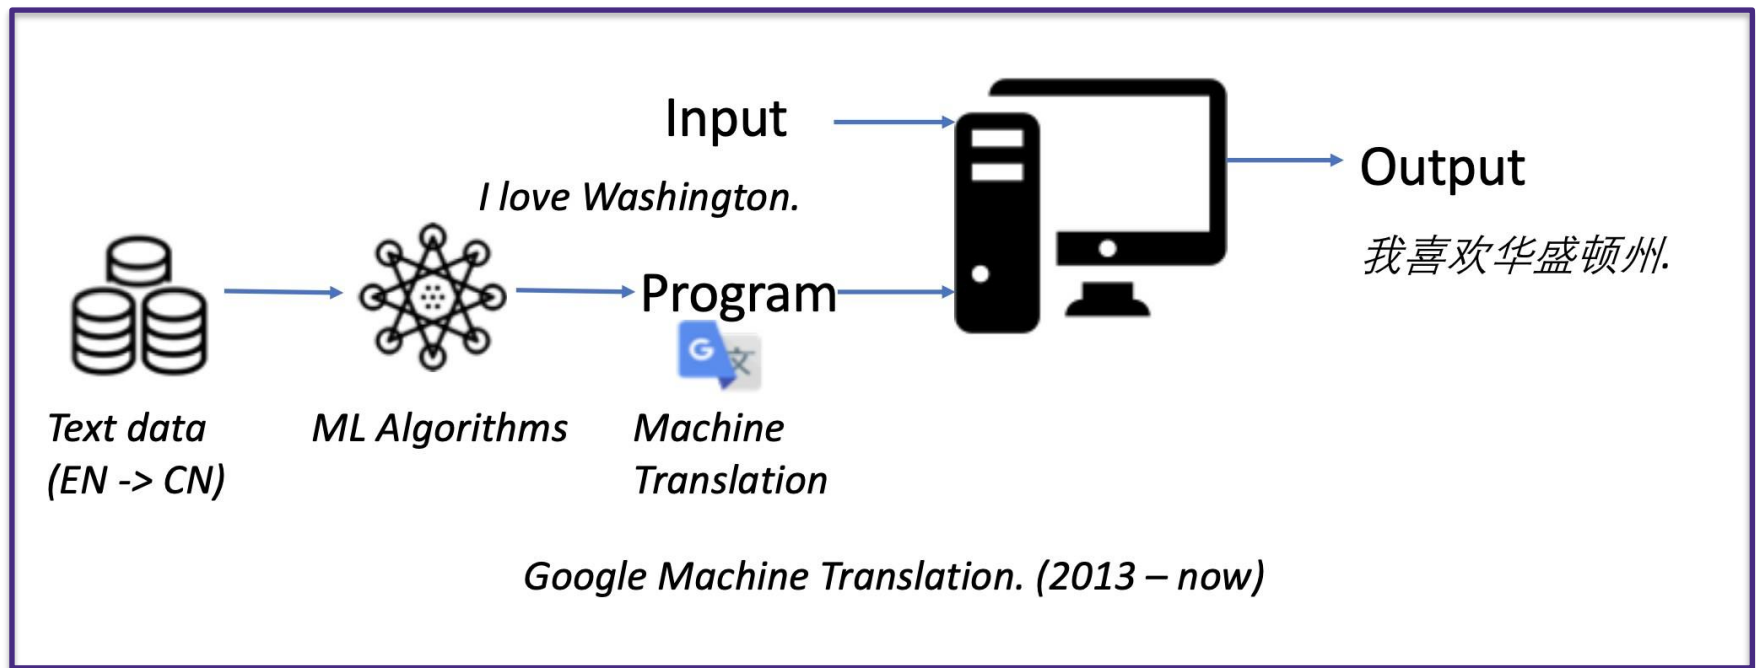 Input
I love Washington.
Output
我喜欢华盛顿州.
Program
G 文
Text data
(EN -> CN)
ML Algorithms
Machine
Translation
Google Machine Translation. (2013 – now)